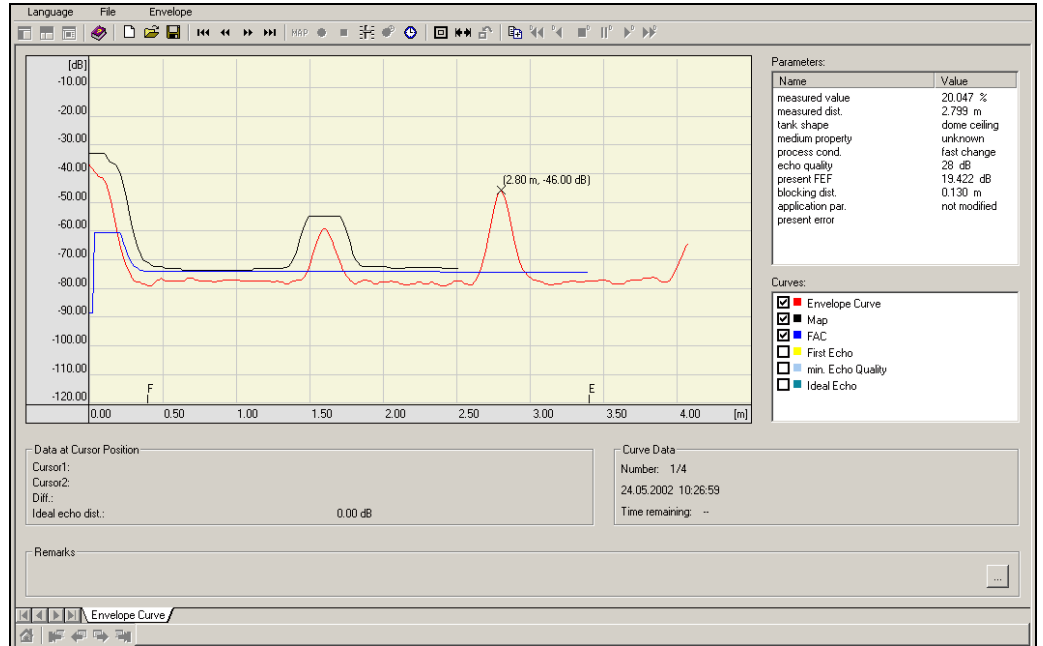 Language File Envelope
MAP
[dB]
-10.00
-20.00
-30.00
-40.00
-50.00
-60.00
-70.00
-80.00
-90.00
-100.00
-110.00
-120.00
(2.80 m, -46.00 dB)
F
E
0.00 0.50 1.00 1.50 2.00 2.50 3.00 3.50 4.00 [m]
Parameters:
Name Value
measured value 20.047 %
measured dist. 2.799 m
tank shape dome ceiling
medium property unknown
process cond. fast change
echo quality 28 dB
present FEF 19.422 dB
blocking dist. 0.130 m
application par. not modified
present error
Curves:
Envelope Curve
Map
FAC
First Echo
min. Echo Quality
Ideal Echo
Data at Cursor Position
Cursor1:
Cursor2:
Diff.:
Ideal echo dist.: 0.00 dB
Curve Data
Number: 1/4
24.05.2002 10:26:59
Time remaining: --
Remarks
...
Envelope Curve